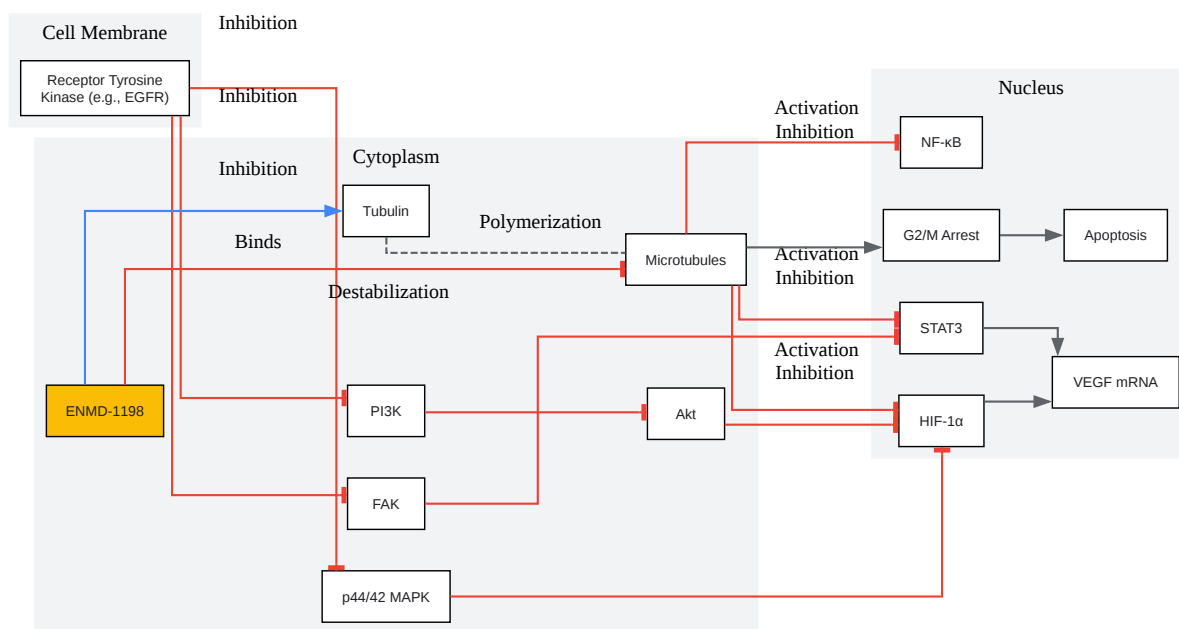 Inhibition
Cell Membrane
Receptor Tyrosine
Kinase (e.g., EGFR)
Inhibition
Nucleus
Activation
Inhibition
NF-κB
Cytoplasm
Inhibition
Tubulin
Polymerization
Binds
G2/M Arrest
Apoptosis
Microtubules
Activation
Inhibition
Destabilization
STAT3
Activation
Inhibition
VEGF mRNA
ENMD-1198
PI3K
Akt
HIF-1α
FAK
p44/42 MAPK